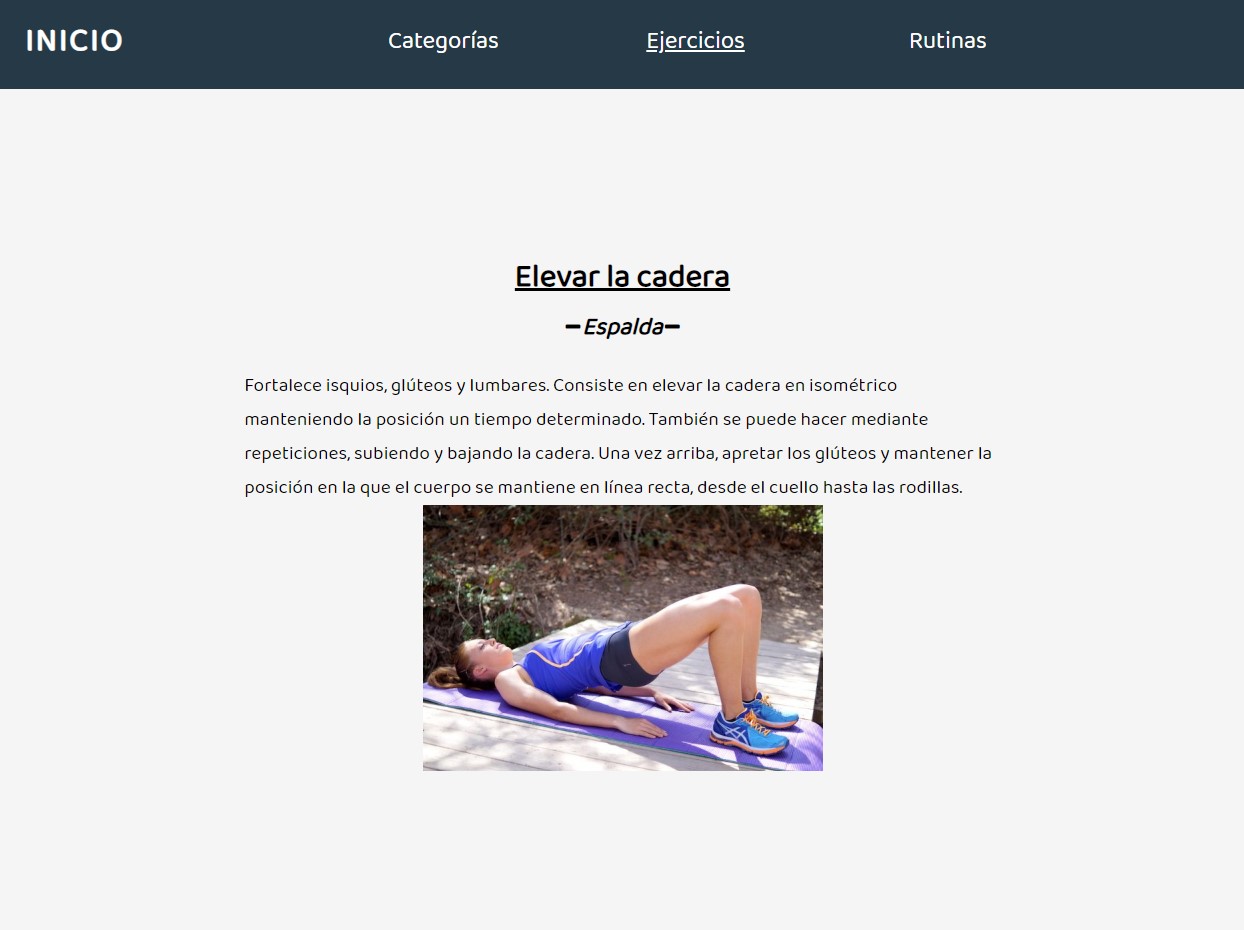 INICIO Categorías Ejercicios Rutinas
Elevar la cadera
–Espalda–
Fortalece isquios, glúteos y lumbares. Consiste en elevar la cadera en isométrico
manteniendo la posición un tiempo determinado. También se puede hacer mediante
repeticiones, subiendo y bajando la cadera. Una vez arriba, apretar los glúteos y mantener la
posición en la que el cuerpo se mantiene en línea recta, desde el cuello hasta las rodillas.